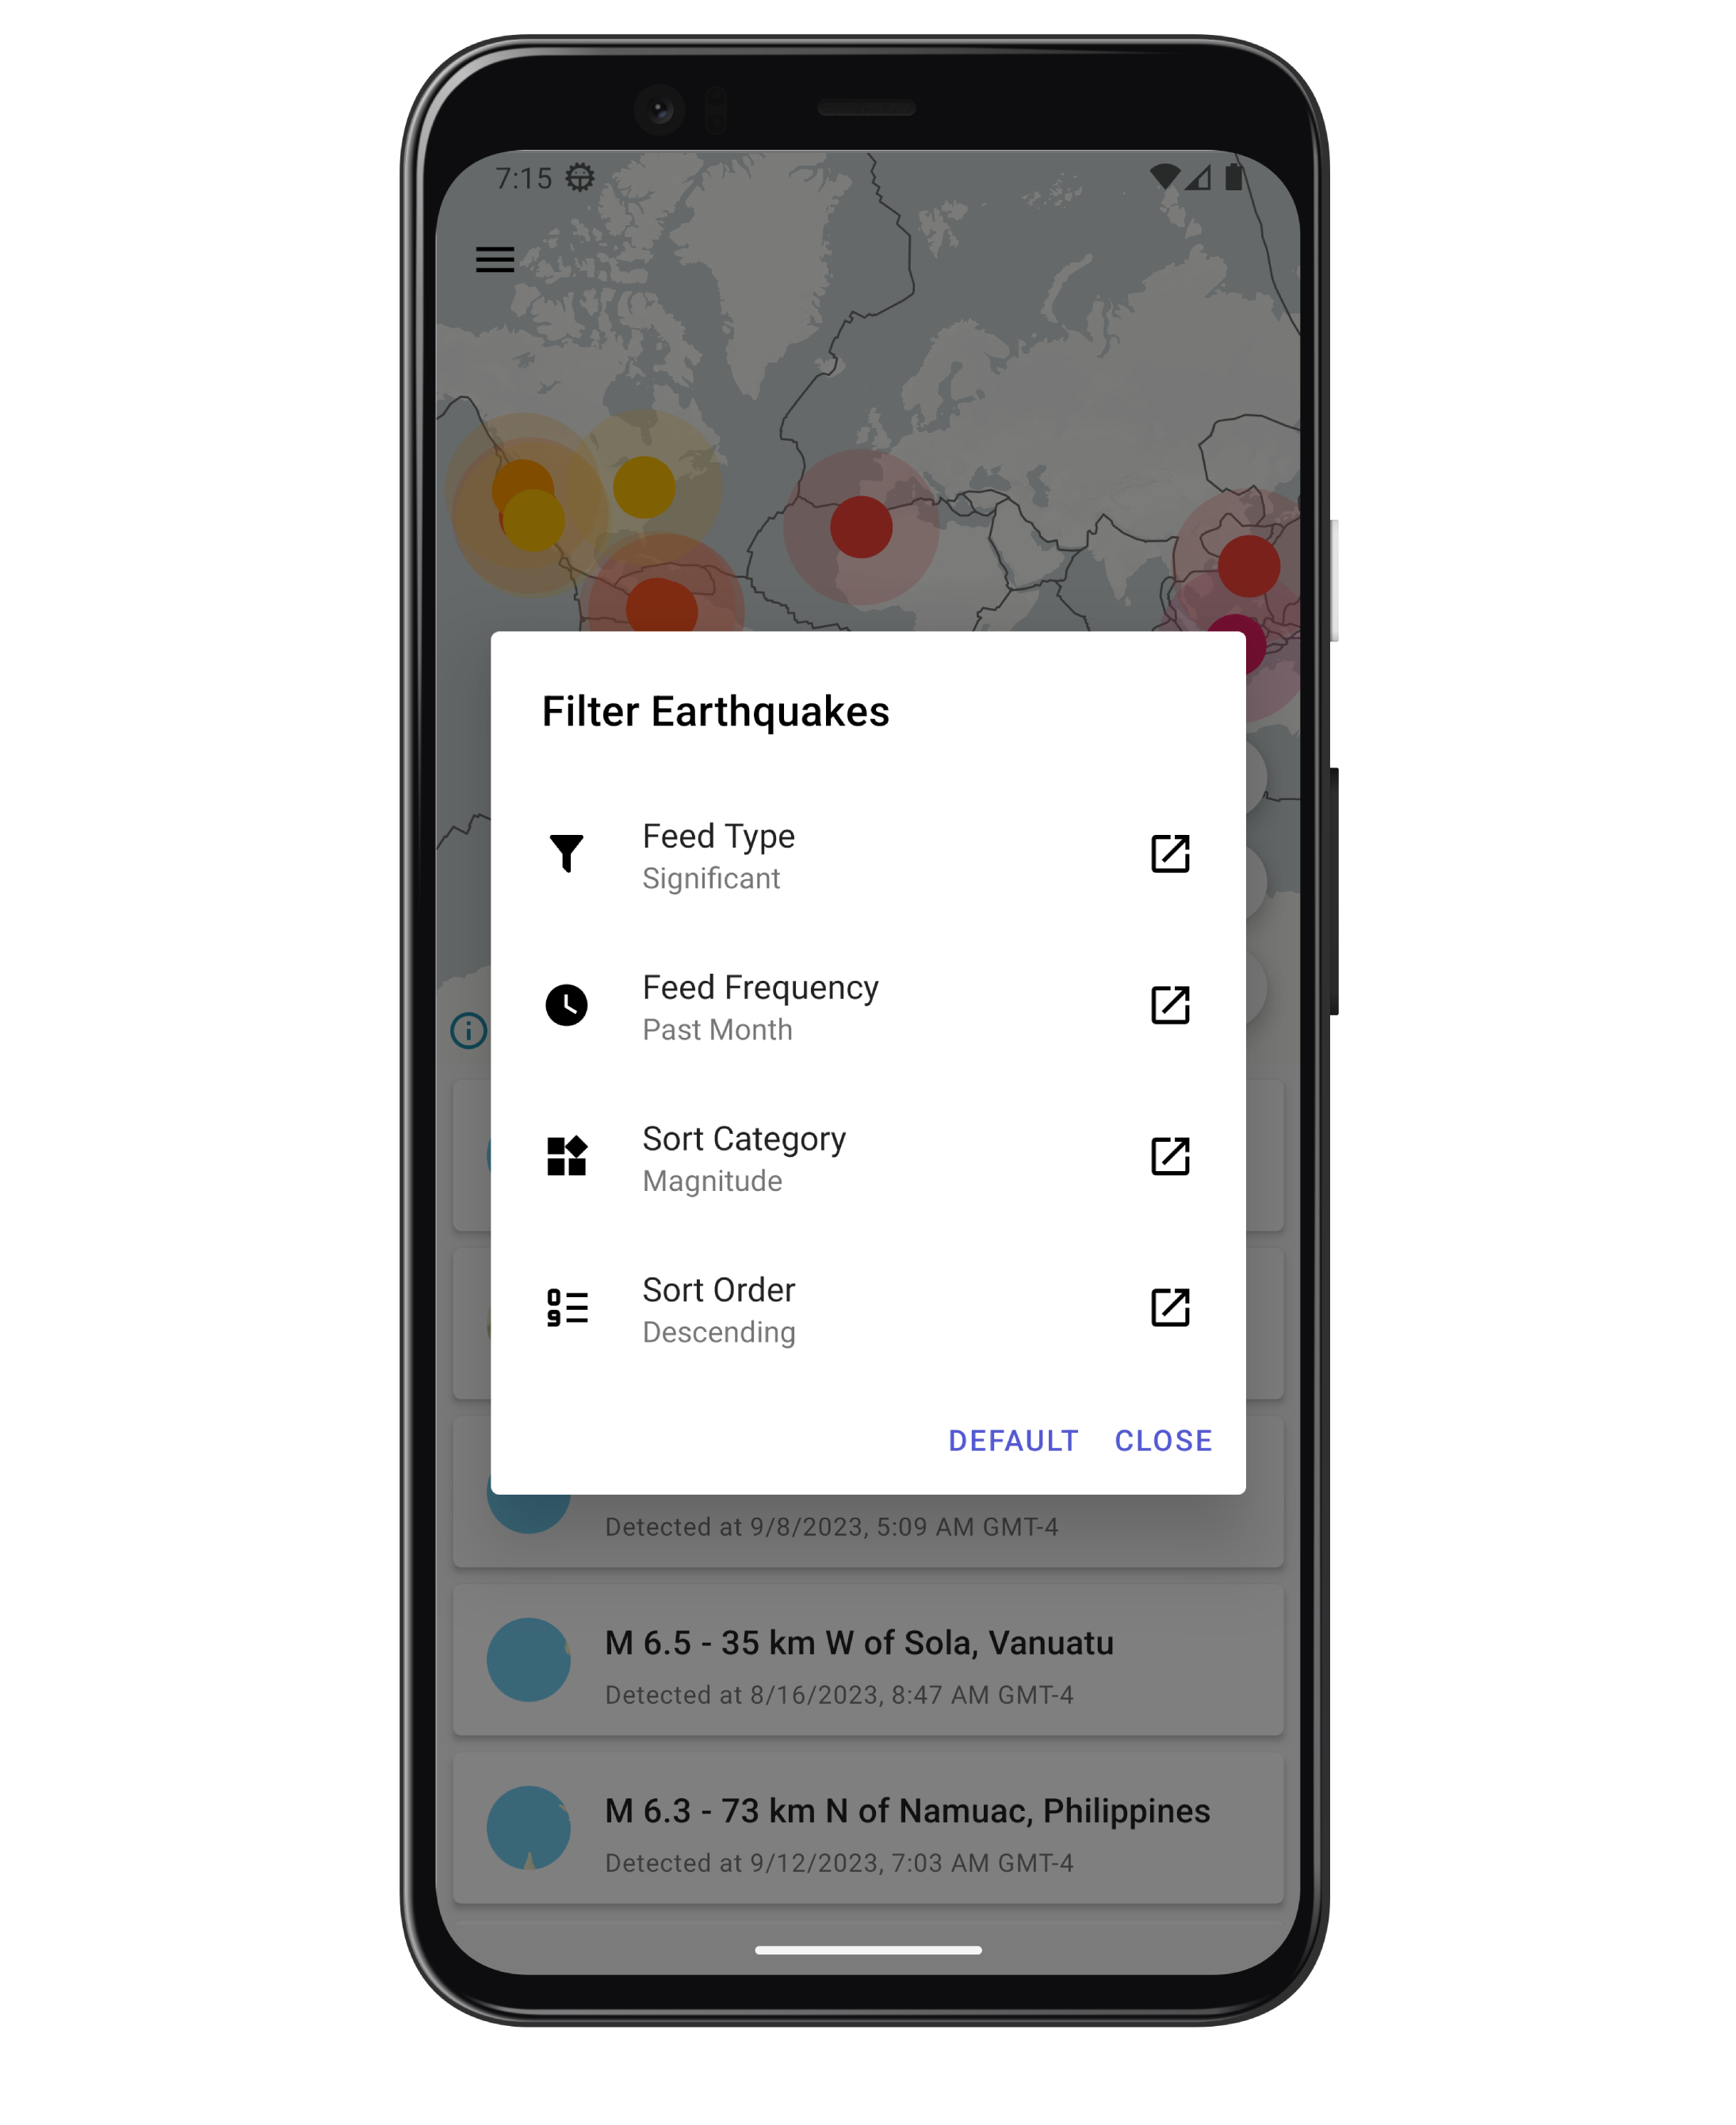 7:15
Filter Earthquakes
Feed Type
Significant
Feed Frequency
Past Month
Sort Category
Magnitude
Sort Order
Descending
DEFAULT CLOSE
Detected at 9/8/2023, 5:09 AM GMT-4
M 6.5 - 35 km W of Sola, Vanuatu
Detected at 8/16/2023, 8:47 AM GMT-4
M 6.3 - 73 km N of Namuac, Philippines
Detected at 9/12/2023, 7:03 AM GMT-4